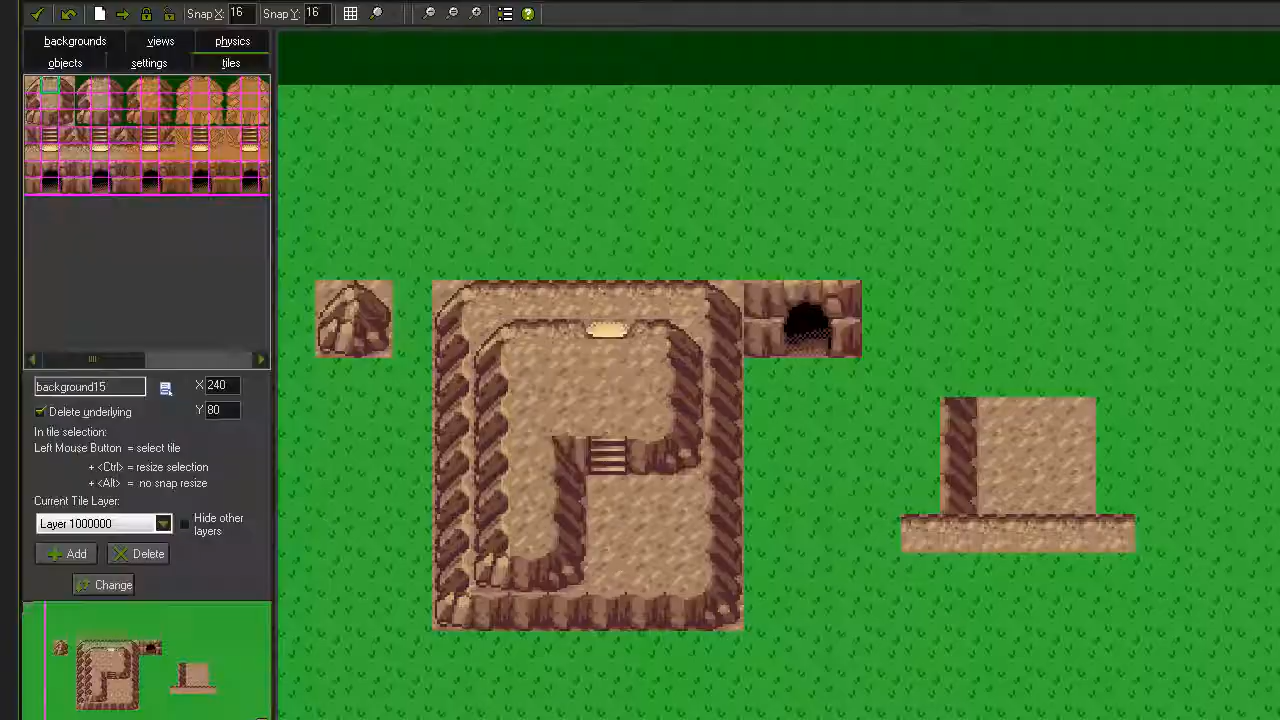 Snap X: 16 Snap Y: 16
backgrounds views physics
objects settings tiles
background15 X 240
Delete underlying Y 80
In tile selection:
Left Mouse Button = select tile
+ <Ctrl> = resize selection
+ <Alt> = no snap resize
Current Tile Layer:
Layer 1000000 Hide other
layers
Add Delete
Change